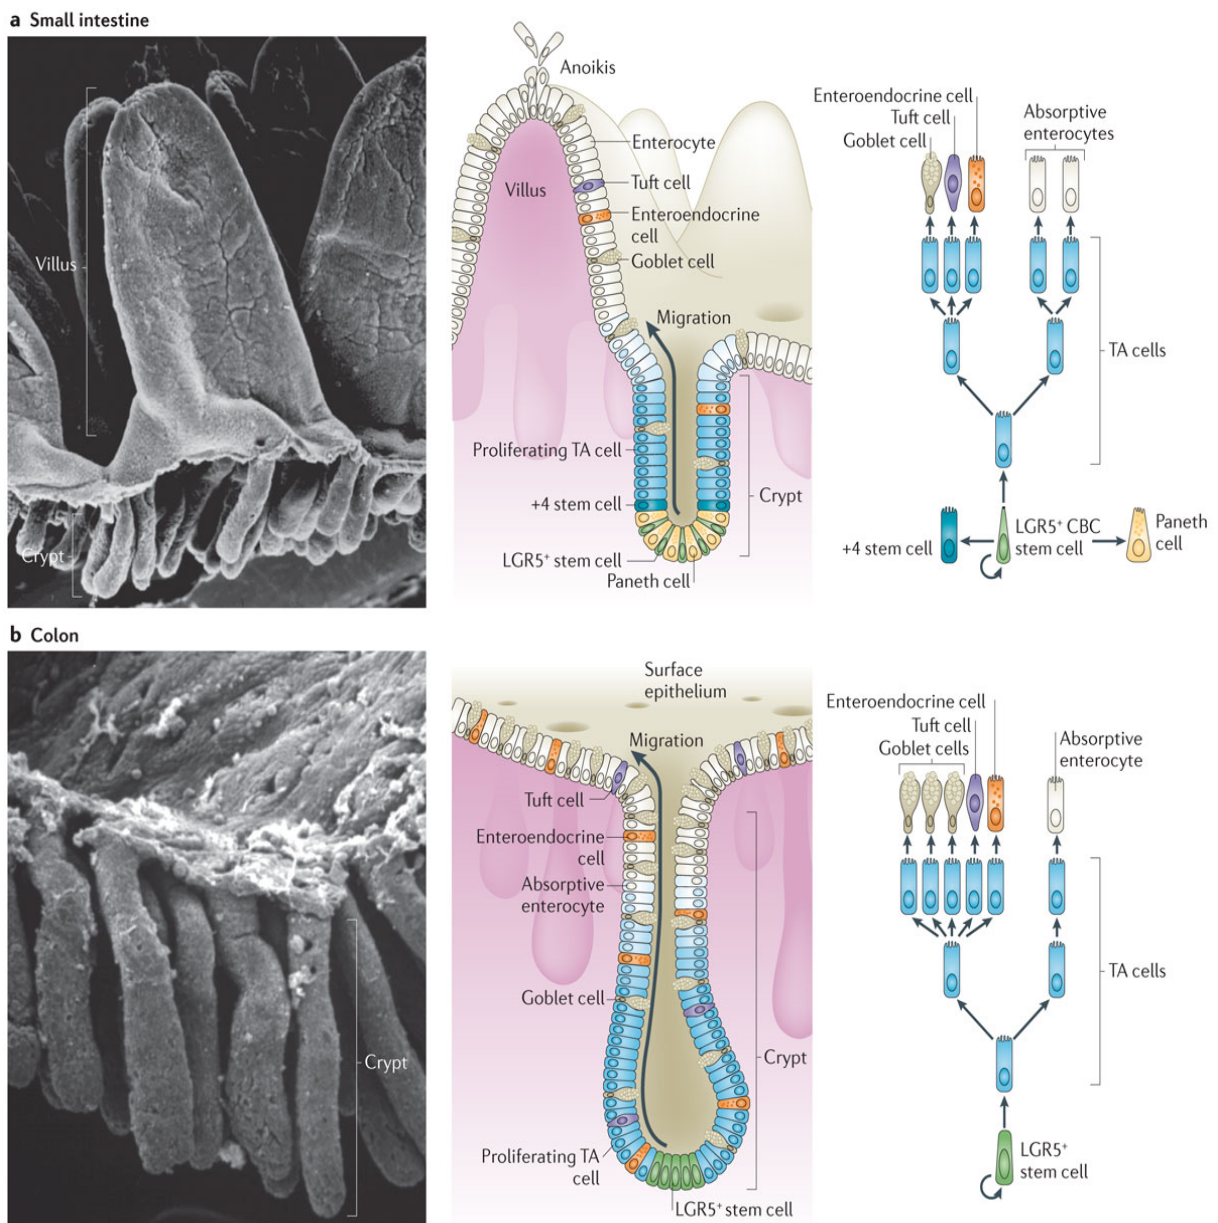 a Small intestine
Villus
Crypt
Anoikis
Enterocyte
Villus
Tuft cell
Enteroendocrine
cell
Goblet cell
Migration
Proliferating TA cell
+4 stem cell
Crypt
LGR5⁺ stem cell
Paneth cell
Enteroendocrine cell
Tuft cell
Goblet cell
Absorptive
enterocytes
TA cells
+4 stem cell
LGR5⁺ CBC
stem cell
Paneth
cell
b Colon
Crypt
Surface
epithelium
Migration
Tuft cell
Enteroendocrine
cell
Absorptive
enterocyte
Goblet cell
Crypt
Proliferating TA
cell
LGR5⁺ stem cell
Enteroendocrine cell
Tuft cell
Goblet cells
Absorptive
enterocyte
TA cells
LGR5⁺
stem cell